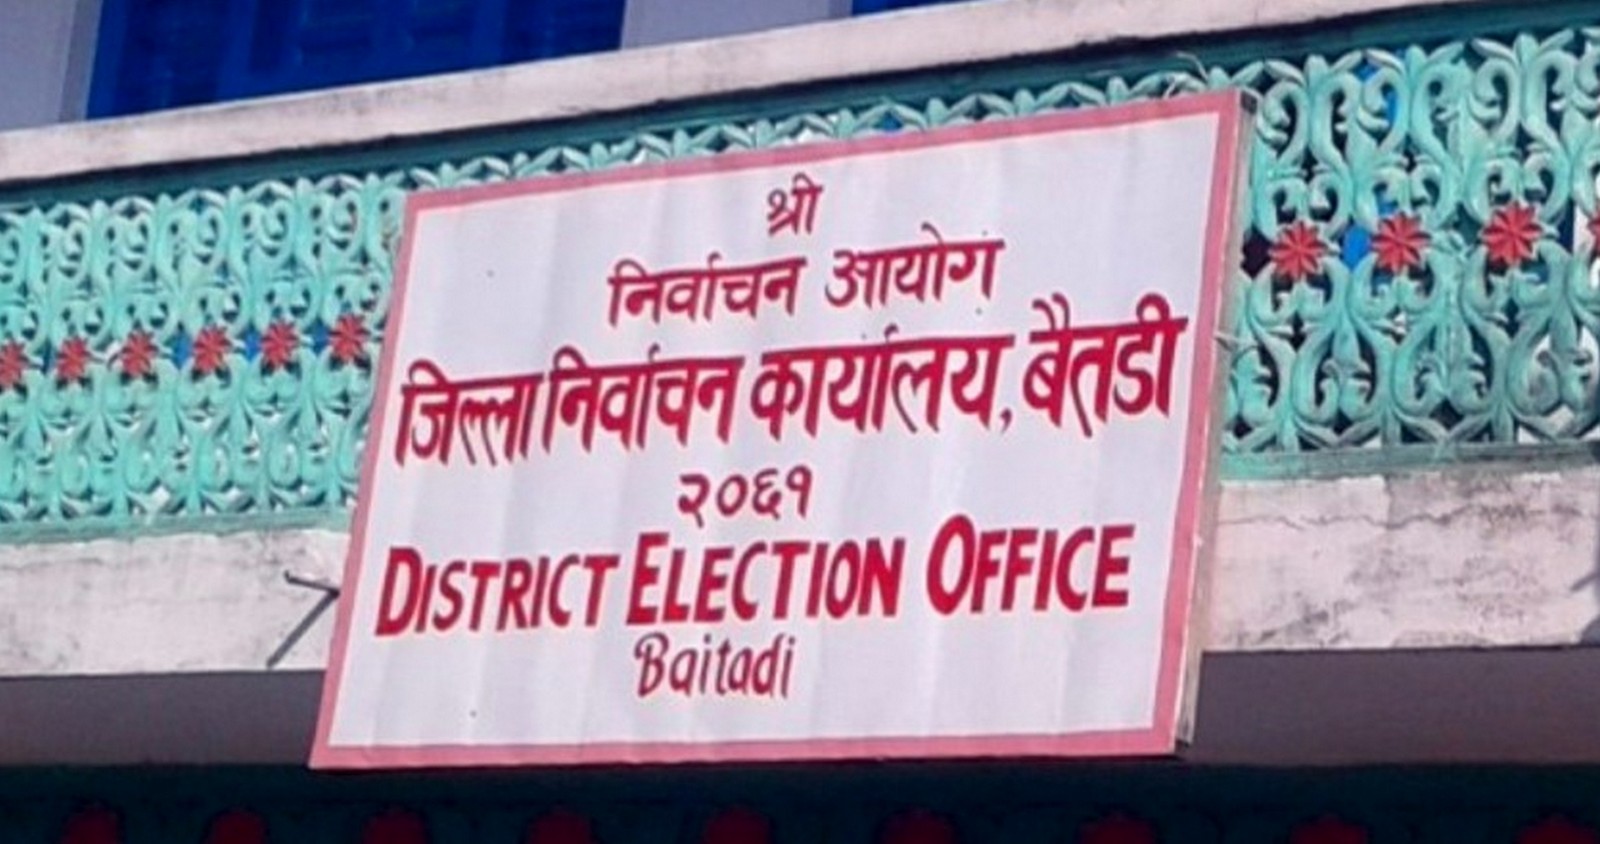 श्री
निर्वाचन आयोग
जिल्ला निर्वाचन कार्यालय, बैतडी
२०६१
DISTRICT ELECTION OFFICE
Baitadi